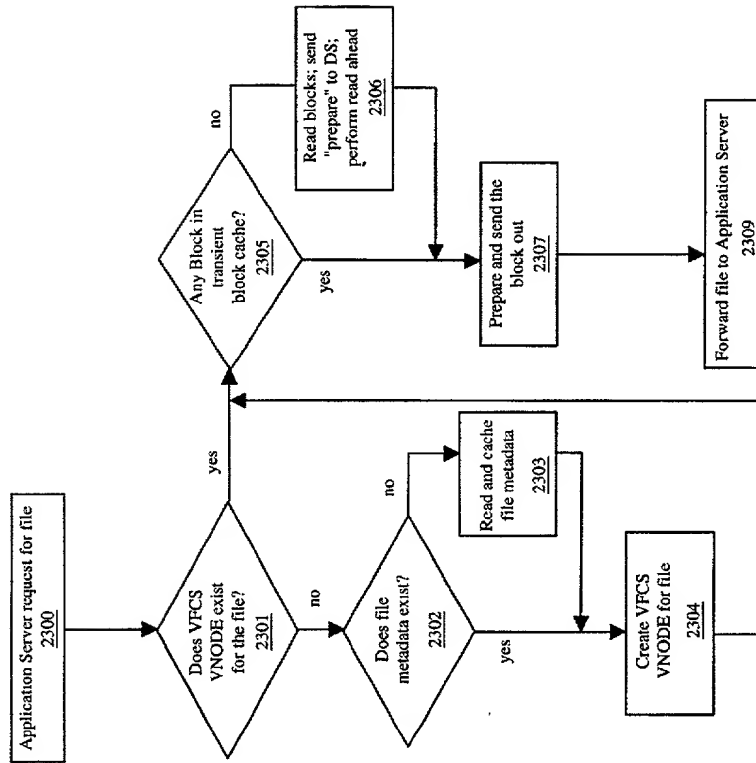 Application Server request for file
2300
Does VFCS
VNODE exist
for the file?
2301
yes
no
Does file
metadata exist?
2302
no
yes
Read and cache
file metadata
2303
Create VFCS
VNODE for file
2304
Any Block in
transient
block cache?
2305
no
yes
Read blocks; send
"prepare" to DS;
perform read ahead
2306
Prepare and send the
block out
2307
Forward file to Application Server
2309